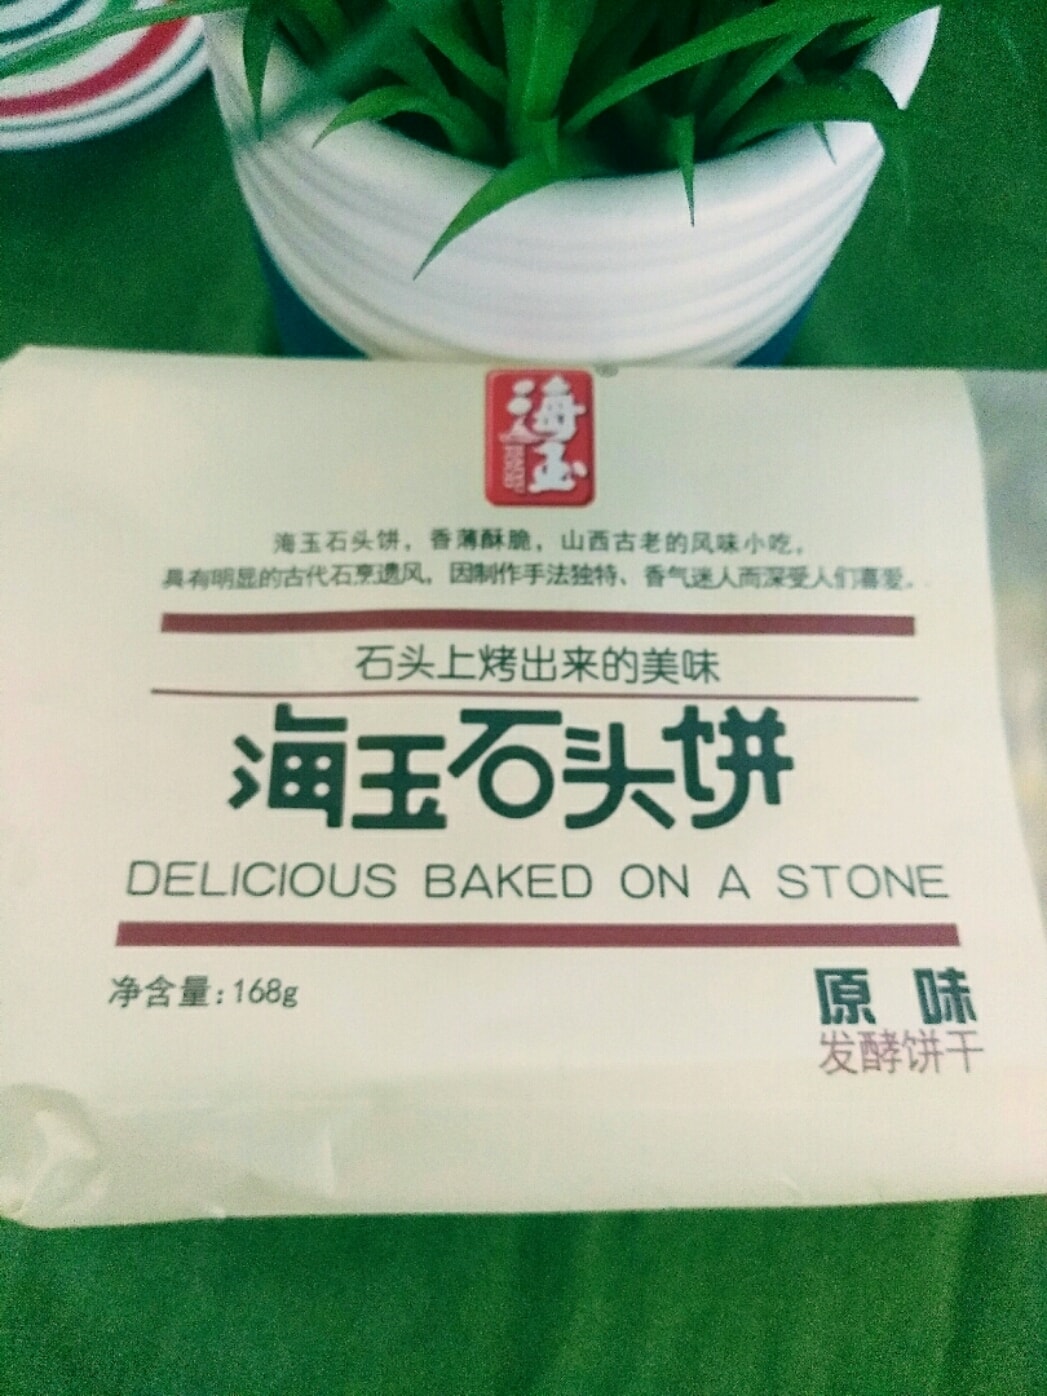 海玉
海玉石头饼，香薄酥脆，山西古老的风味小吃，
具有明显的古代石烹遗风，因制作手法独特、香气迷人而深受人们喜爱。
石头上烤出来的美味
海玉石头饼
DELICIOUS BAKED ON A STONE
净含量：168g
原味
发酵饼干